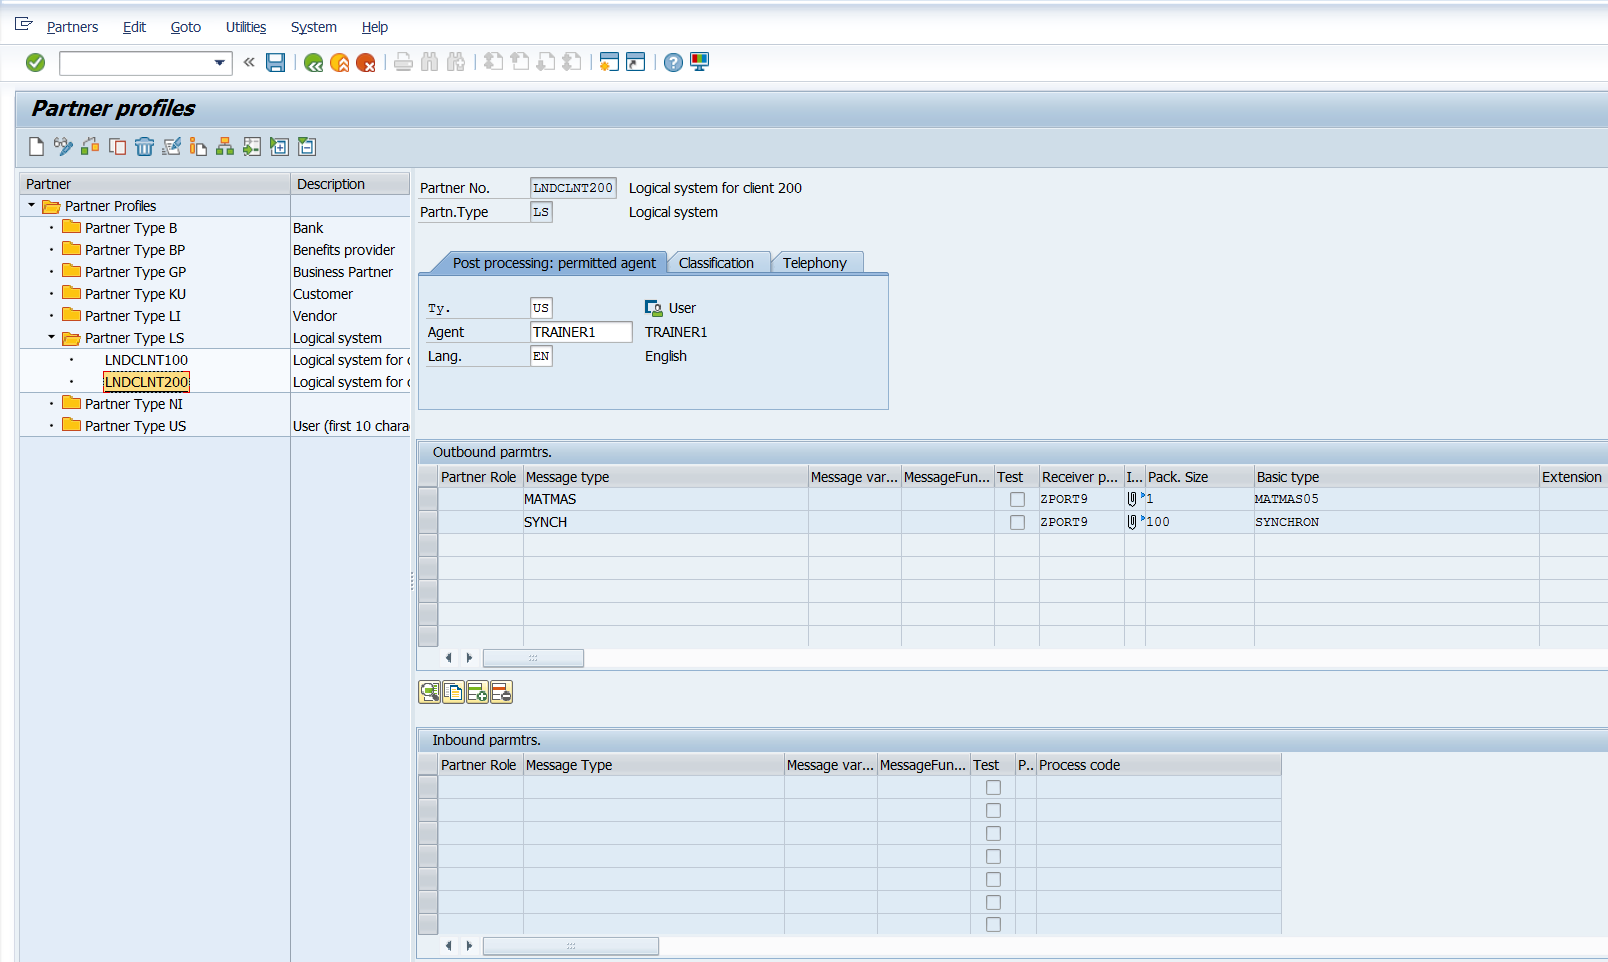 Partners Edit Goto Utilities System Help
Partner profiles
Partner Description
Partner Profiles
Partner Type B Bank
Partner Type BP Benefits provider
Partner Type GP Business Partner
Partner Type KU Customer
Partner Type LI Vendor
Partner Type LS Logical system
LNDCLNT100 Logical system for c
LNDCLNT200 Logical system for c
Partner Type NI
Partner Type US User (first 10 chara
Partner No. LNDCLNT200 Logical system for client 200
Partn.Type LS Logical system
Post processing: permitted agent Classification Telephony
Ty. US User
Agent TRAINER1 TRAINER1
Lang. EN English
Outbound parmtrs.
Partner Role Message type Message var... MessageFun... Test Receiver p... I... Pack. Size Basic type Extension
MATMAS ZPORT9 1 MATMAS05
SYNCH ZPORT9 100 SYNCHRON
Inbound parmtrs.
Partner Role Message Type Message var... MessageFun... Test P.. Process code